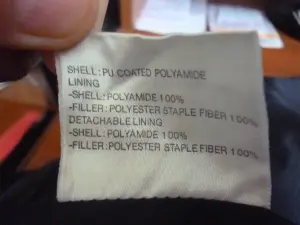 SHELL: PU COATED POLYAMIDE
LINING
-SHELL: POLYAMIDE 100%
-FILLER: POLYESTER STAPLE FIBER 100%
DETACHABLE LINING
-SHELL: POLYAMIDE 100%
-FILLER: POLYESTER STAPLE FIBER 100%